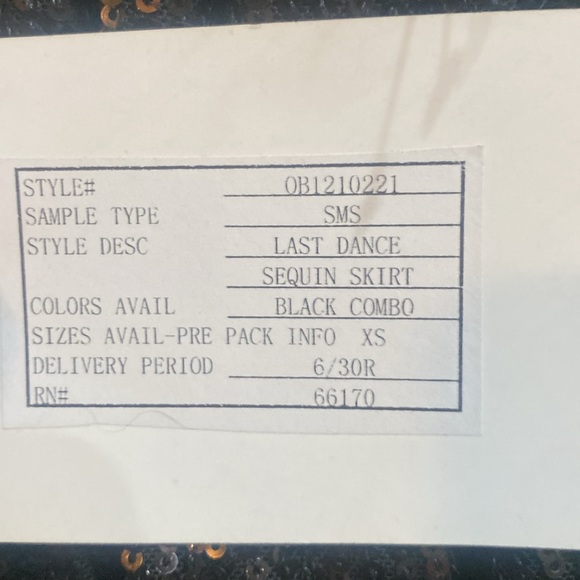 STYLE# OB1210221
SAMPLE TYPE SMS
STYLE DESC LAST DANCE
SEQUIN SKIRT
COLORS AVAIL BLACK COMBO
SIZES AVAIL-PRE PACK INFO XS
DELIVERY PERIOD 6/30R
RN# 66170